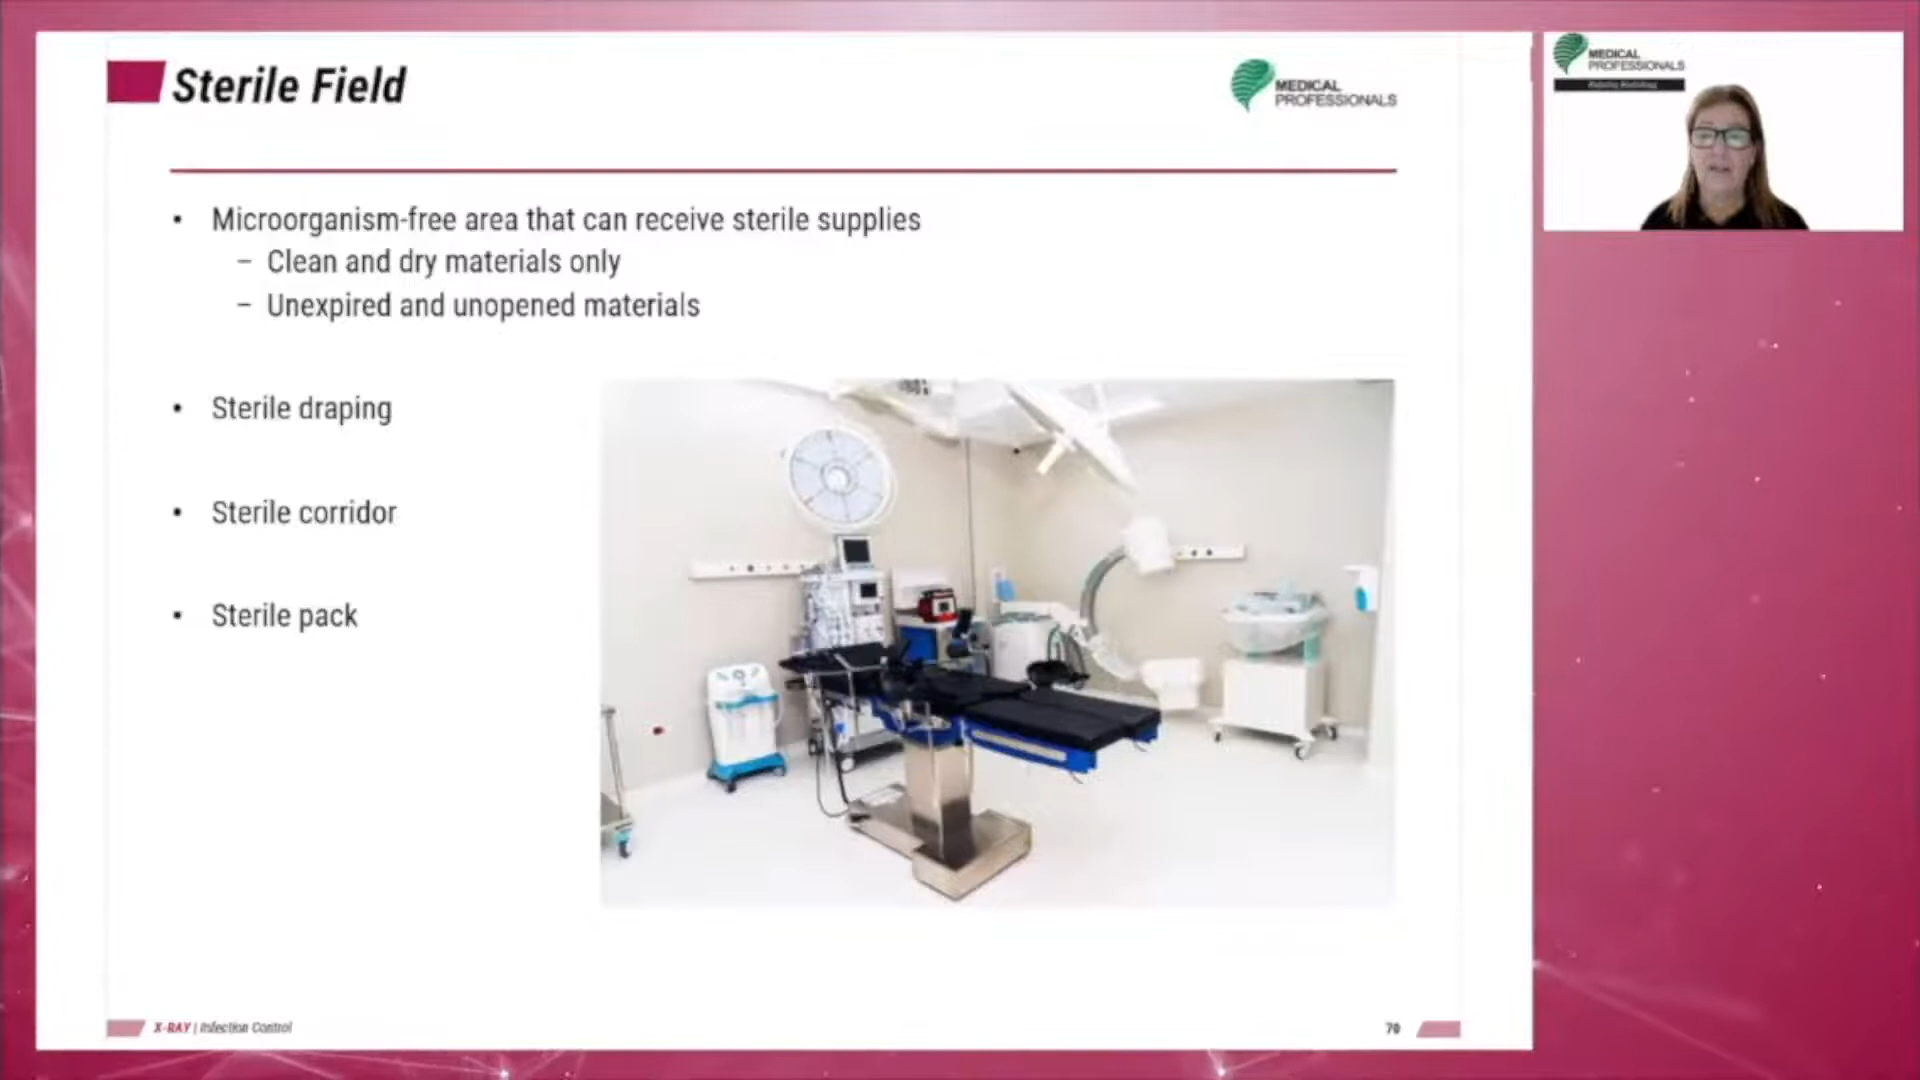 Sterile Field
MEDICAL
PROFESSIONALS
• Microorganism-free area that can receive sterile supplies
– Clean and dry materials only
– Unexpired and unopened materials
• Sterile draping
• Sterile corridor
• Sterile pack
X-RAY | Infection Control
70
MEDICAL
PROFESSIONALS